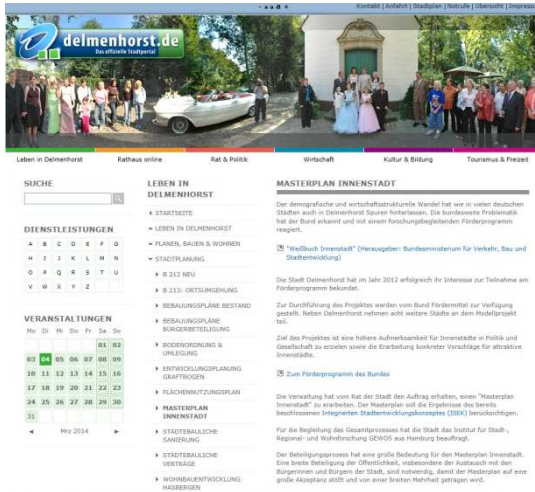 - a a a +
Kontakt | Anfahrt | Stadtplan | Notrufe | Übersicht | Impress
delmenhorst.de
Das offizielle Stadtportal
Leben in Delmenhorst
Rathaus online
Rat & Politik
Wirtschaft
Kultur & Bildung
Tourismus & Freizeit
SUCHE
DIENSTLEISTUNGEN
A B C D E F G
H I J K L M N
O P Q R S T U
V W X Y Z
VERANSTALTUNGEN
Mo Di Mi Do Fr Sa So
01 02
03 04 05 06 07 08 09
10 11 12 13 14 15 16
17 18 19 20 21 22 23
24 25 26 27 28 29 30
31
Mrz 2014
LEBEN IN
DELMENHORST
STARTSEITE
LEBEN IN DELMENHORST
PLANEN, BAUEN & WOHNEN
STADTPLANUNG
B 212 NEU
B 213: ORTSUMGEHUNG
BEBAUUNGSPLÄNE BESTAND
BEBAUUNGSPLÄNE
BÜRGERBETEILIGUNG
BODENORDNUNG &
UMLEGUNG
ENTWICKLUNGSPLANUNG
GRAFTBOGEN
FLÄCHENNUTZUNGSPLAN
MASTERPLAN
INNENSTADT
STÄDTEBAULICHE
SANIERUNG
STÄDTEBAULICHE
VERTRÄGE
WOHNBAUENTWICKLUNG
HASBERGEN
MASTERPLAN INNENSTADT
Der demografische und wirtschaftsstrukturelle Wandel hat wie in vielen deutschen
Städten auch in Delmenhorst Spuren hinterlassen. Die bundesweite Problematik
hat der Bund erkannt und mit einem forschungsbegleitenden Förderprogramm
reagiert.
"Weißbuch Innenstadt" (Herausgeber: Bundesministerium für Verkehr, Bau und
Stadtentwicklung)
Die Stadt Delmenhorst hat im Jahr 2012 erfolgreich ihr Interesse zur Teilnahme am
Förderprogramm bekundet.
Zur Durchführung des Projektes werden vom Bund Fördermittel zur Verfügung
gestellt. Neben Delmenhorst nehmen acht weitere Städte an dem Modellprojekt
teil.
Ziel des Projektes ist eine höhere Aufmerksamkeit für Innenstädte in Politik und
Gesellschaft zu erzielen sowie die Erarbeitung konkreter Vorschläge für attraktive
Innenstädte.
Zum Förderprogramm des Bundes
Die Verwaltung hat vom Rat der Stadt den Auftrag erhalten, einen "Masterplan
Innenstadt" zu erarbeiten. Der Masterplan soll die Ergebnisse des bereits
beschlossenen Integrierten Stadtentwicklungskonzeptes (ISEK) berücksichtigen.
Für die Begleitung des Gesamtprozesses hat die Stadt das Institut für Stadt-,
Regional- und Wohnforschung GEWOS aus Hamburg beauftragt.
Der Beteiligungsprozess hat eine große Bedeutung für den Masterplan Innenstadt.
Eine breite Beteiligung der Öffentlichkeit, insbesondere der Austausch mit den
Bürgerinnen und Bürgern der Stadt, sind notwendig, damit der Masterplan auf eine
große Akzeptanz stößt und von einer breiten Mehrheit getragen wird.